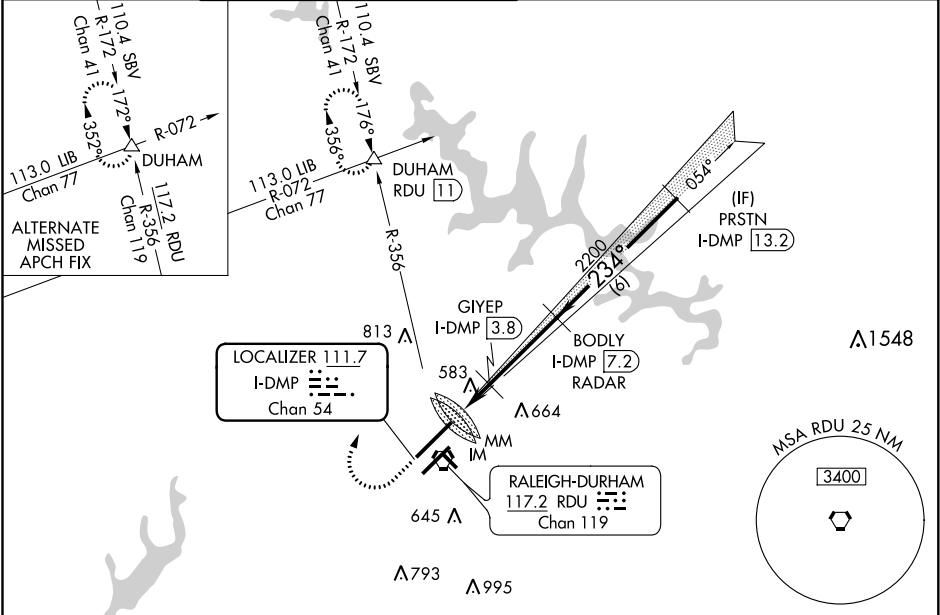 110.4 SBV
R-172
Chan 41
172°
352°
R-072
DUHAM
113.0 LIB
Chan 77
117.2 RDU
R-356
Chan 119
ALTERNATE
MISSED
APCH FIX
110.4 SBV
R-172
Chan 41
176°
356°
113.0 LIB
R-072
Chan 77
DUHAM
RDU 11
R-356
054°
(IF)
PRSTN
I-DMP 13.2
2200
234°
(6)
GIYEP
I-DMP 3.8
BODLY
I-DMP 7.2
RADAR
813
583
664
1548
LOCALIZER 111.7
I-DMP
Chan 54
MM
IM
RALEIGH-DURHAM
117.2 RDU
Chan 119
645
793
995
MSA RDU 25 NM
3400